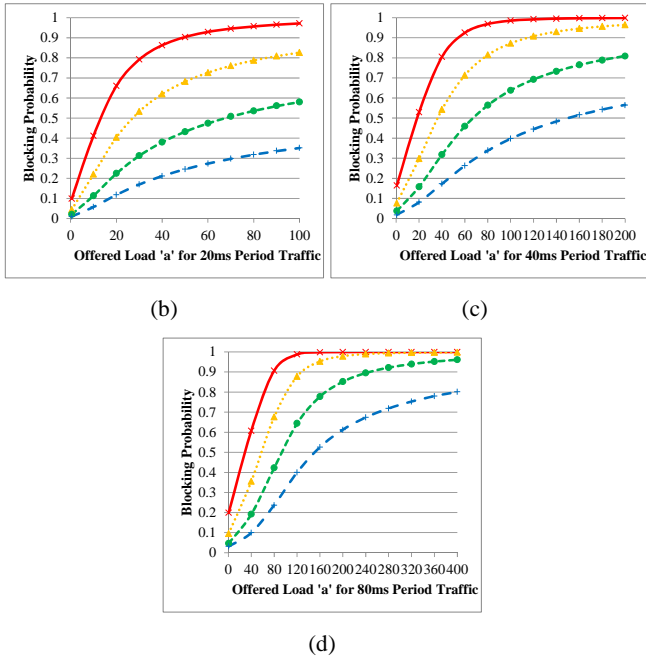 Blocking Probability
1
0.9
0.8
0.7
0.6
0.5
0.4
0.3
0.2
0.1
0
0 20 40 60 80 100
Offered Load 'a' for 20ms Period Traffic
(b)
Blocking Probability
1
0.9
0.8
0.7
0.6
0.5
0.4
0.3
0.2
0.1
0
0 20 40 60 80 100 120 140 160 180 200
Offered Load 'a' for 40ms Period Traffic
(c)
Blocking Probability
1
0.9
0.8
0.7
0.6
0.5
0.4
0.3
0.2
0.1
0
0 40 80 120 160 200 240 280 320 360 400
Offered Load 'a' for 80ms Period Traffic
(d)